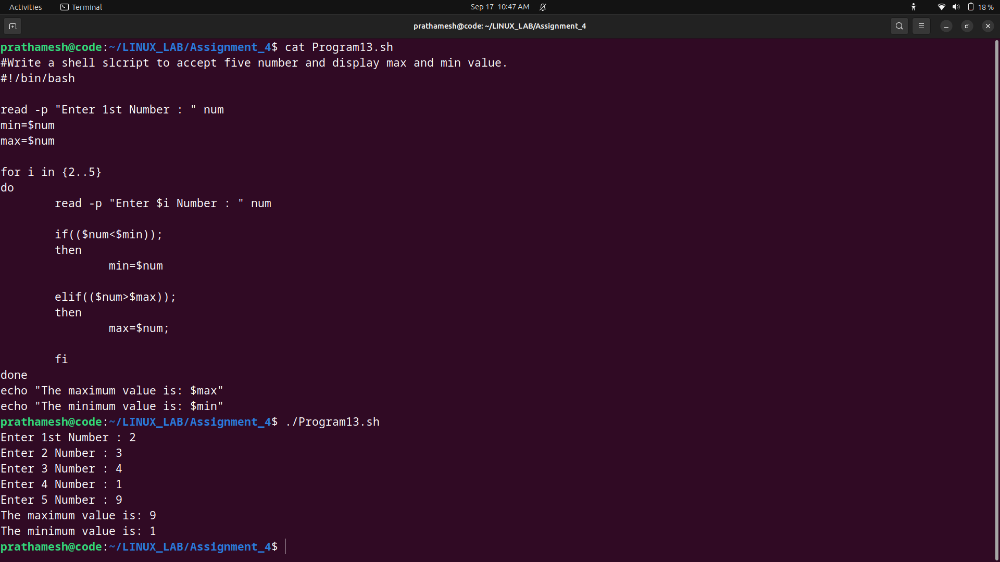 Activities
Terminal
Sep 17 10:47 AM
18 %
prathamesh@code: ~/LINUX_LAB/Assignment_4
prathamesh@code:~/LINUX_LAB/Assignment_4$ cat Program13.sh
#Write a shell slcript to accept five number and display max and min value.
#!/bin/bash

read -p "Enter 1st Number : " num
min=$num
max=$num

for i in {2..5}
do
        read -p "Enter $i Number : " num

        if(($num<$min));
        then
                min=$num

        elif(($num>$max));
        then
                max=$num;

        fi
done
echo "The maximum value is: $max"
echo "The minimum value is: $min"
prathamesh@code:~/LINUX_LAB/Assignment_4$ ./Program13.sh
Enter 1st Number : 2
Enter 2 Number : 3
Enter 3 Number : 4
Enter 4 Number : 1
Enter 5 Number : 9
The maximum value is: 9
The minimum value is: 1
prathamesh@code:~/LINUX_LAB/Assignment_4$